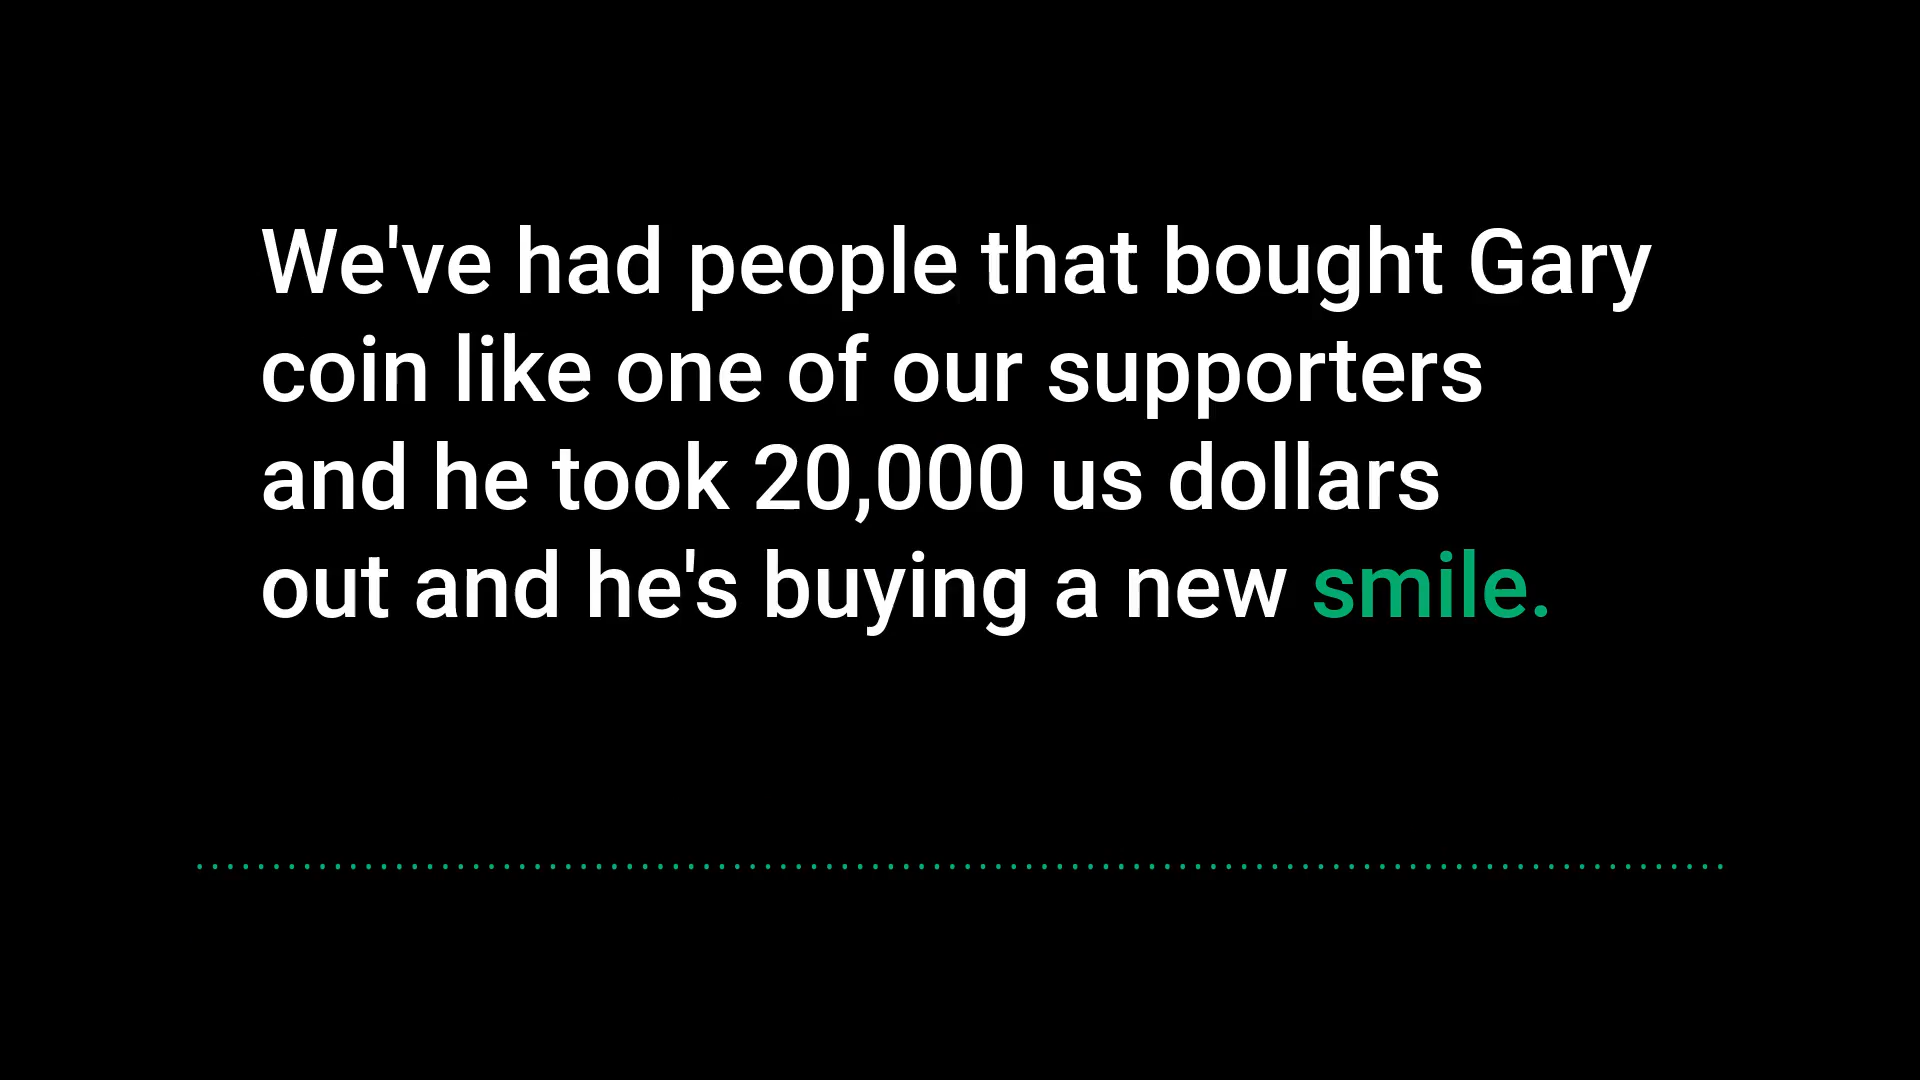 We've had people that bought Gary
coin like one of our supporters
and he took 20,000 us dollars
out and he's buying a new smile.